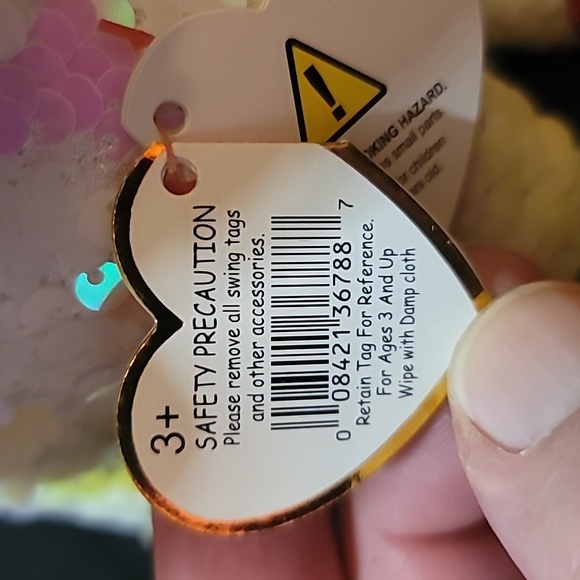 3+
SAFETY PRECAUTION
Please remove all swing tags
and other accessories.
0 08421 36788 7
Retain Tag For Reference.
For Ages 3 And Up
Wipe with Damp cloth
HAZARD.
small parts.
children
old.